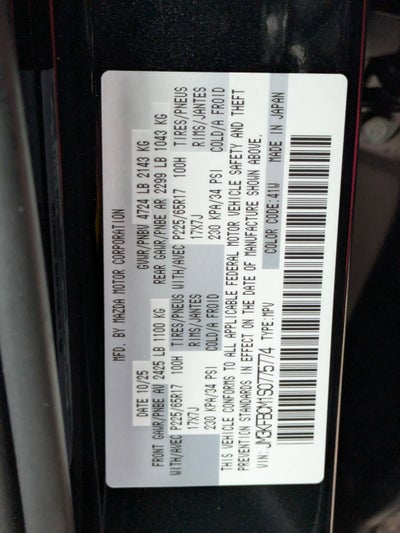 MFD. BY MAZDA MOTOR CORPORATION
DATE 10/25 GVWR/PNBV 4724 LB 2143 KG
FRONT GAWR/PNBE AV 2425 LB 1100 KG REAR GAWR/PNBE AR 2299 LB 1043 KG
WITH/AVEC P225/65R17 100H TIRES/PNEUS WITH/AVEC P225/65R17 100H TIRES/PNEUS
17X7J RIMS/JANTES 17X7J RIMS/JANTES
230 KPA/34 PSI COLD/A FROID 230 KPA/34 PSI COLD/A FROID
THIS VEHICLE CONFORMS TO ALL APPLICABLE FEDERAL MOTOR VEHICLE SAFETY AND THEFT
PREVENTION STANDARDS IN EFFECT ON THE DATE OF MANUFACTURE SHOWN ABOVE.
VIN: JM3KFBCM1S0775774 TYPE:MPV COLOR CODE:41W MADE IN JAPAN